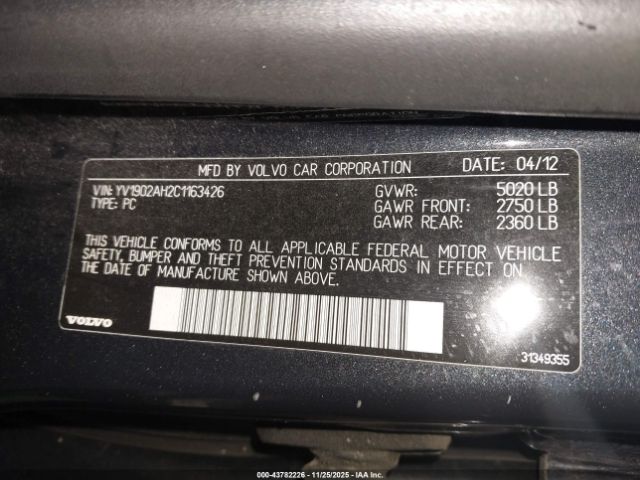 MFD BY VOLVO CAR CORPORATION DATE: 04/12
VIN: YV1902AH2C1163426 GVWR: 5020 LB
TYPE: PC GAWR FRONT: 2750 LB
GAWR REAR: 2360 LB
THIS VEHICLE CONFORMS TO ALL APPLICABLE FEDERAL MOTOR VEHICLE
SAFETY, BUMPER AND THEFT PREVENTION STANDARDS IN EFFECT ON
THE DATE OF MANUFACTURE SHOWN ABOVE.
VOLVO
31349355
000-43782226 - 11/25/2025 - IAA Inc.